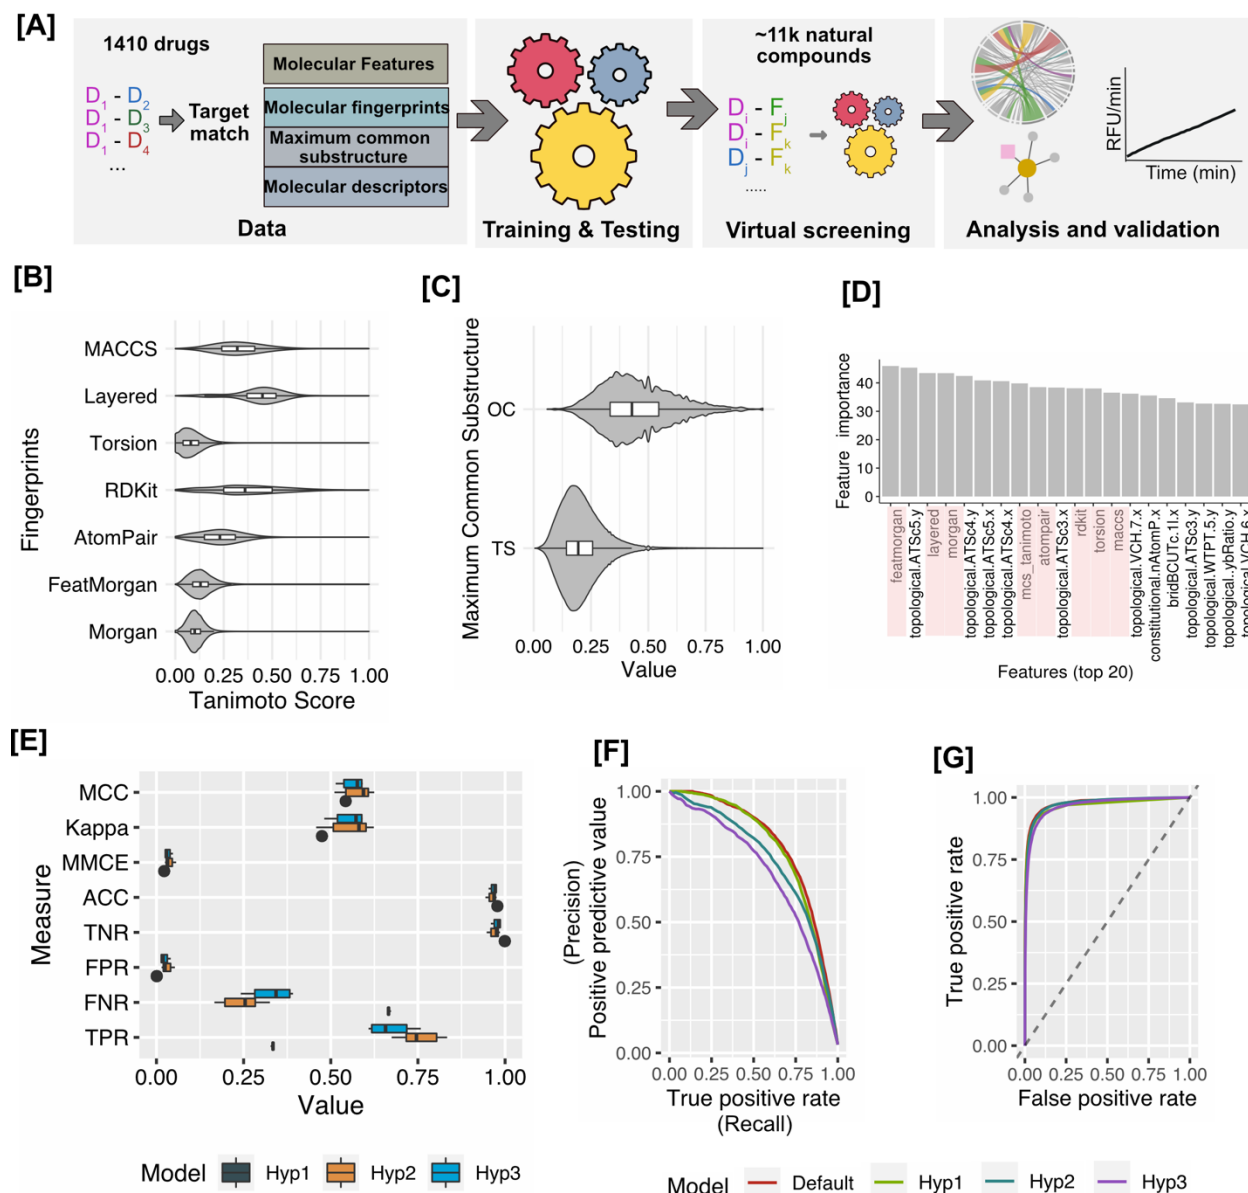 [A]
1410 drugs
D1 - D2
D1 - D3
D1 - D4
...
Target
match
Molecular Features
Molecular fingerprints
Maximum common
substructure
Molecular descriptors
Data
Training & Testing
~11k natural
compounds
Di - Fj
Di - Fk
Dj - Fk
.....
Virtual screening
RFU/min
Time (min)
Analysis and validation
[B]
Fingerprints
MACCS
Layered
Torsion
RDKit
AtomPair
FeatMorgan
Morgan
0.00 0.25 0.50 0.75 1.00
Tanimoto Score
[C]
Maximum Common Substructure
OC
TS
0.00 0.25 0.50 0.75 1.00
Value
[D]
Feature importance
40
30
20
10
0
featmorgan
topological.ATSc5.y
layered
morgan
topological.ATSc4.y
topological.ATSc5.x
topological.ATSc4.x
mcs_tanimoto
atompair
topological.ATSc3.x
rdkit
torsion
maccs
topological.VCH.7.x
constitutional.nAtomP.x
bridBCUTc.1l.x
topological.ATSc3.y
topological.WTPT.5.y
topological..ybRatio.y
topological.VCH.6.x
Features (top 20)
[E]
Measure
MCC
Kappa
MMCE
ACC
TNR
FPR
FNR
TPR
0.00 0.25 0.50 0.75 1.00
Value
Model Hyp1 Hyp2 Hyp3
[F]
(Precision)
Positive predictive value
1.00
0.75
0.50
0.25
0.00
0.00 0.25 0.50 0.75 1.00
True positive rate
(Recall)
[G]
True positive rate
1.00
0.75
0.50
0.25
0.00
0.00 0.25 0.50 0.75 1.00
False positive rate
Model Default Hyp1 Hyp2 Hyp3